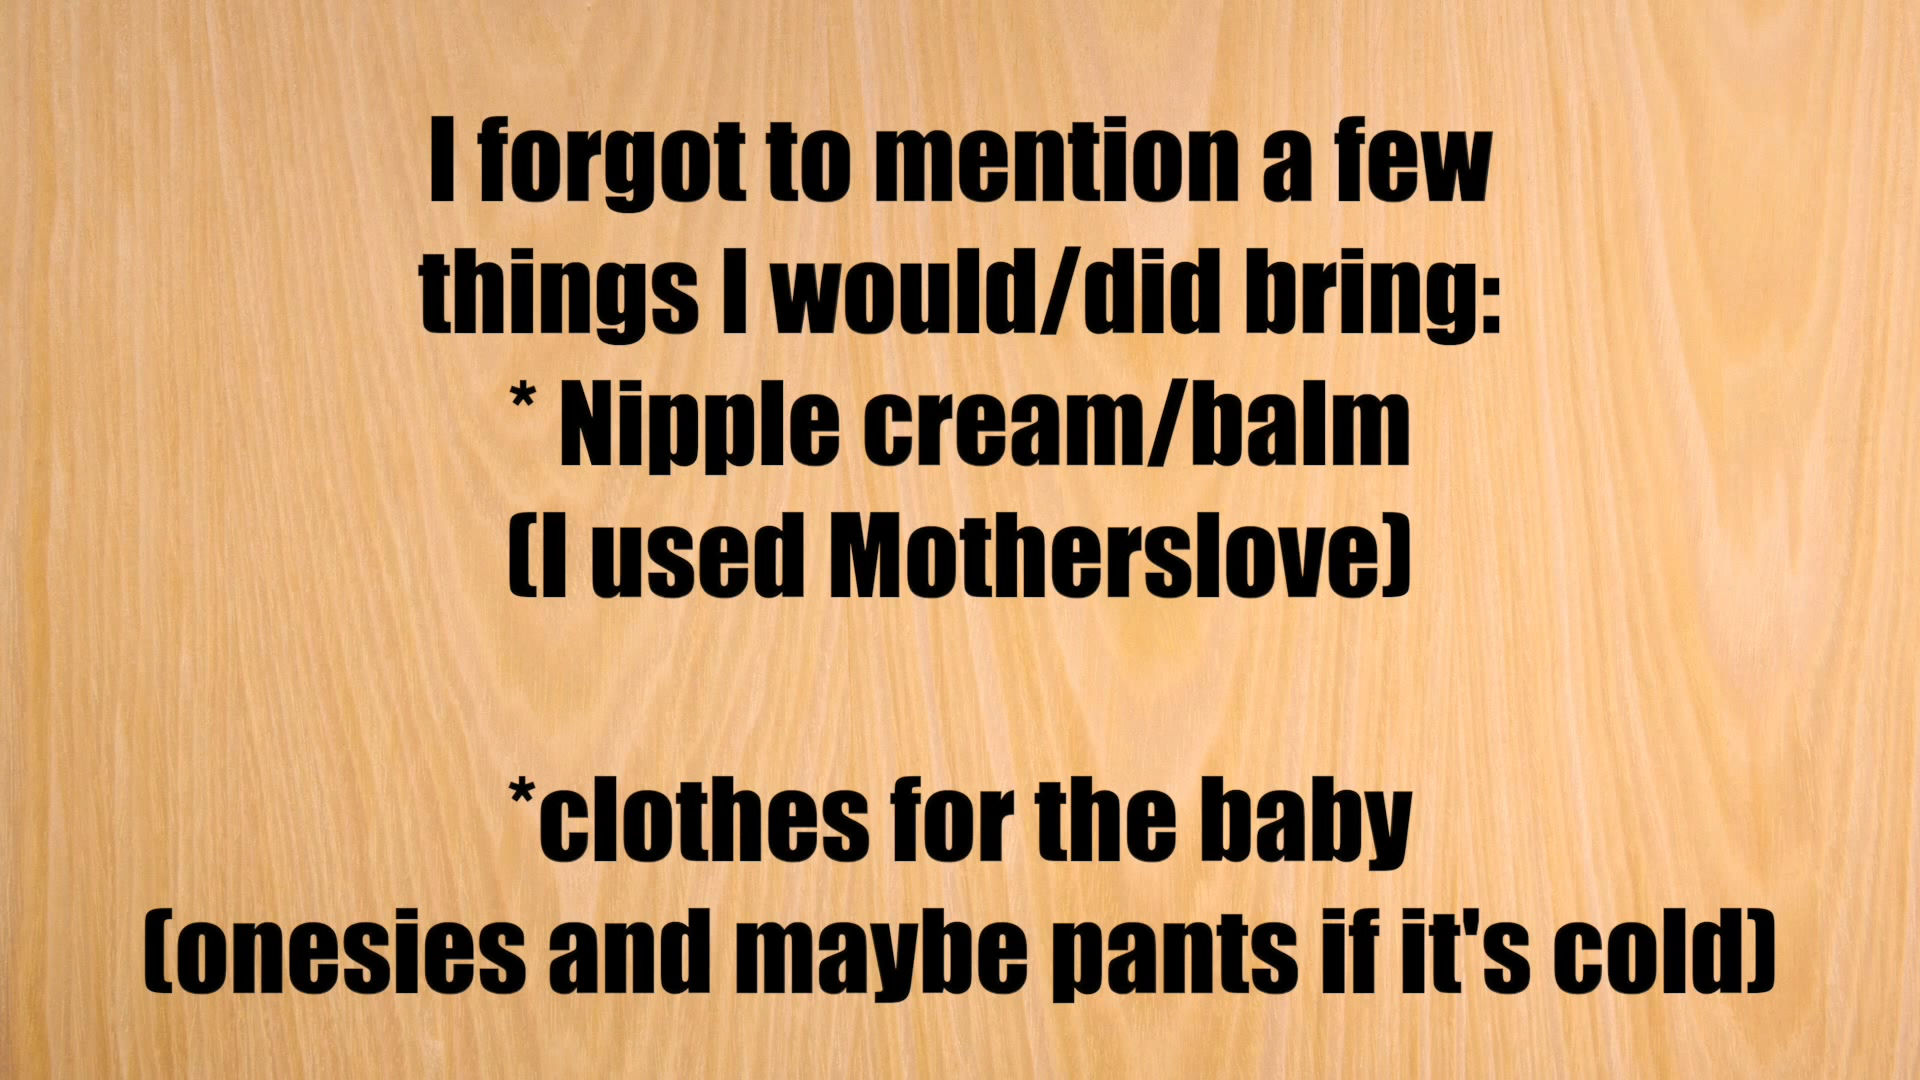 I forgot to mention a few
things I would/did bring:
* Nipple cream/balm
(I used Motherslove)
*clothes for the baby
(onesies and maybe pants if it's cold)